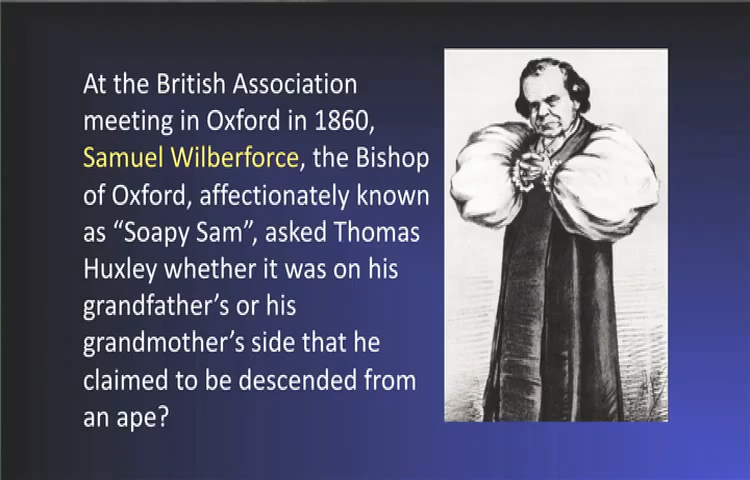 At the British Association
meeting in Oxford in 1860,
Samuel Wilberforce, the Bishop
of Oxford, affectionately known
as “Soapy Sam”, asked Thomas
Huxley whether it was on his
grandfather’s or his
grandmother’s side that he
claimed to be descended from
an ape?